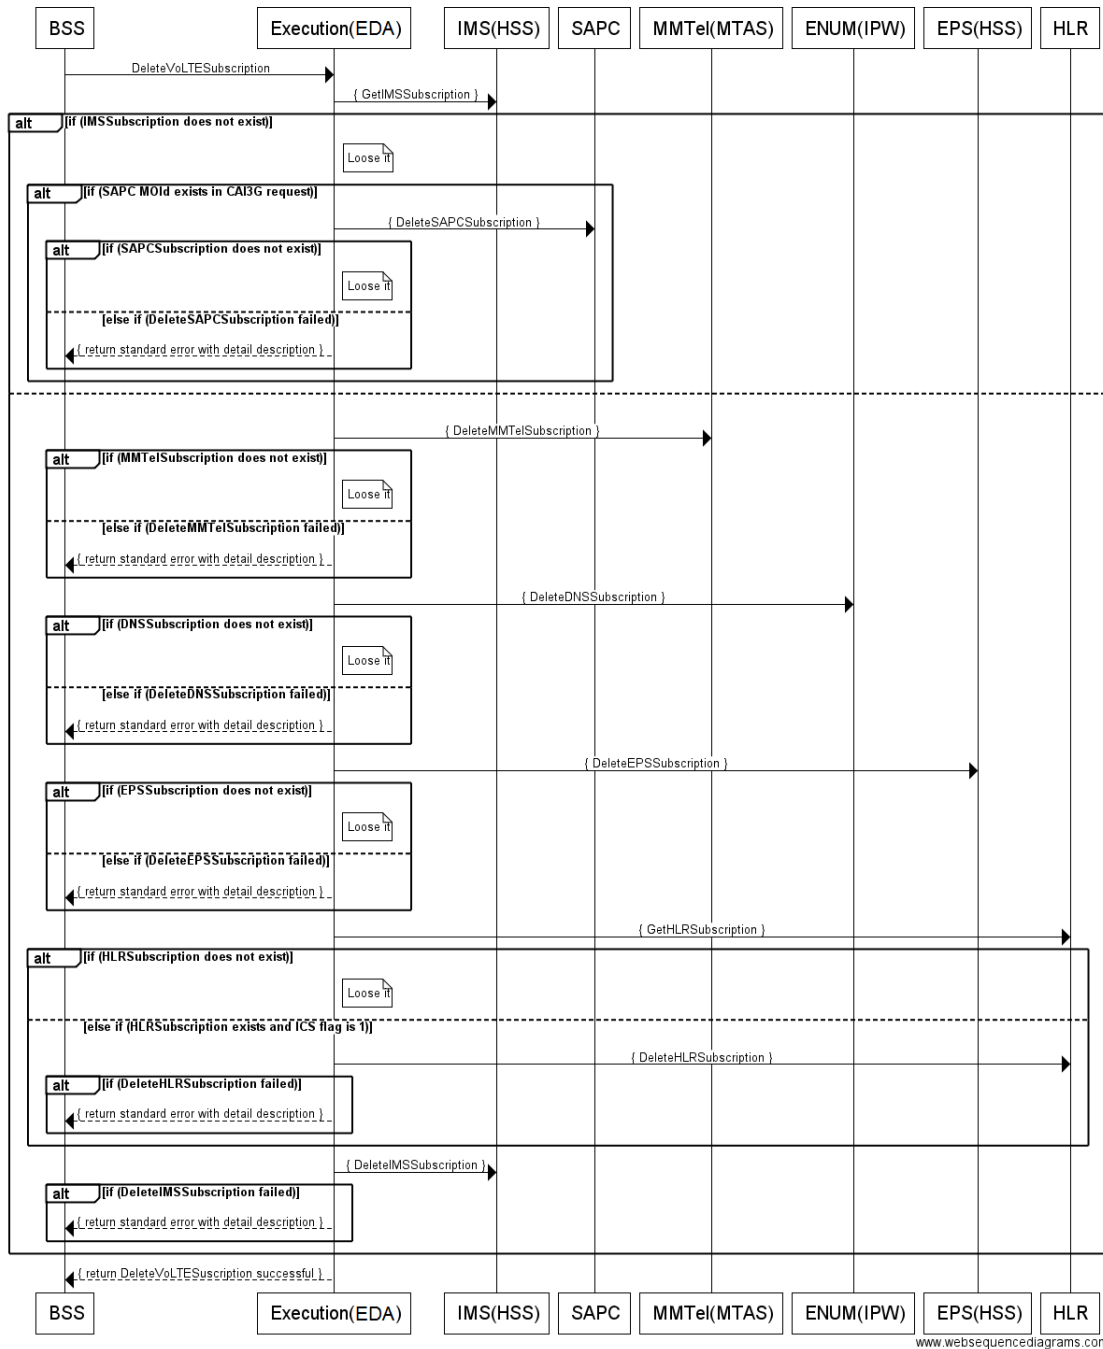 BSS
Execution(EDA)
IMS(HSS)
SAPC
MMTel(MTAS)
ENUM(IPW)
EPS(HSS)
HLR
DeleteVoLTESubscription
{ GetIMSSubscription }
alt
[if (IMSSubscription does not exist)]
Loose it
alt
[if (SAPC MOId exists in CAI3G request)]
{ DeleteSAPCSubscription }
alt
[if (SAPCSubscription does not exist)]
Loose it
[else if (DeleteSAPCSubscription failed)]
{ return standard error with detail description }
{ DeleteMMTelSubscription }
alt
[if (MMTelSubscription does not exist)]
Loose it
[else if (DeleteMMTelSubscription failed)]
{ return standard error with detail description }
{ DeleteDNSSubscription }
alt
[if (DNSSubscription does not exist)]
Loose it
[else if (DeleteDNSSubscription failed)]
{ return standard error with detail description }
{ DeleteEPSSubscription }
alt
[if (EPSSubscription does not exist)]
Loose it
[else if (DeleteEPSSubscription failed)]
{ return standard error with detail description }
{ GetHLRSubscription }
alt
[if (HLRSubscription does not exist)]
Loose it
[else if (HLRSubscription exists and ICS flag is 1)]
{ DeleteHLRSubscription }
alt
[if (DeleteHLRSubscription failed)]
{ return standard error with detail description }
{ DeleteIMSSubscription }
alt
[if (DeleteIMSSubscription failed)]
{ return standard error with detail description }
{ return DeleteVoLTESuscription successful }
BSS
Execution(EDA)
IMS(HSS)
SAPC
MMTel(MTAS)
ENUM(IPW)
EPS(HSS)
HLR
www.websequencediagrams.com